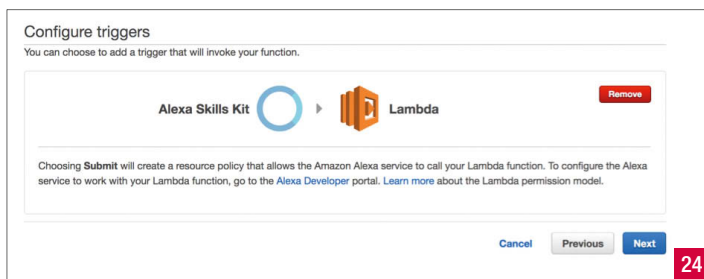 Configure triggers
You can choose to add a trigger that will invoke your function.
Remove
Alexa Skills Kit Lambda
Choosing Submit will create a resource policy that allows the Amazon Alexa service to call your Lambda function. To configure the Alexa
service to work with your Lambda function, go to the Alexa Developer portal. Learn more about the Lambda permission model.
Cancel Previous Next
24